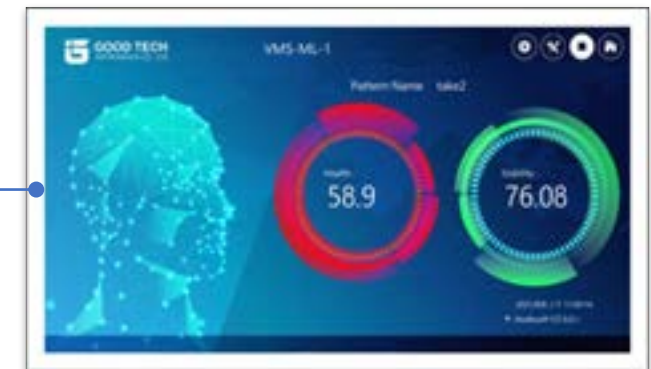 GOOD TECH
VMS-ML-1
Pattern Name take2
Health
58.9
Stability
76.08